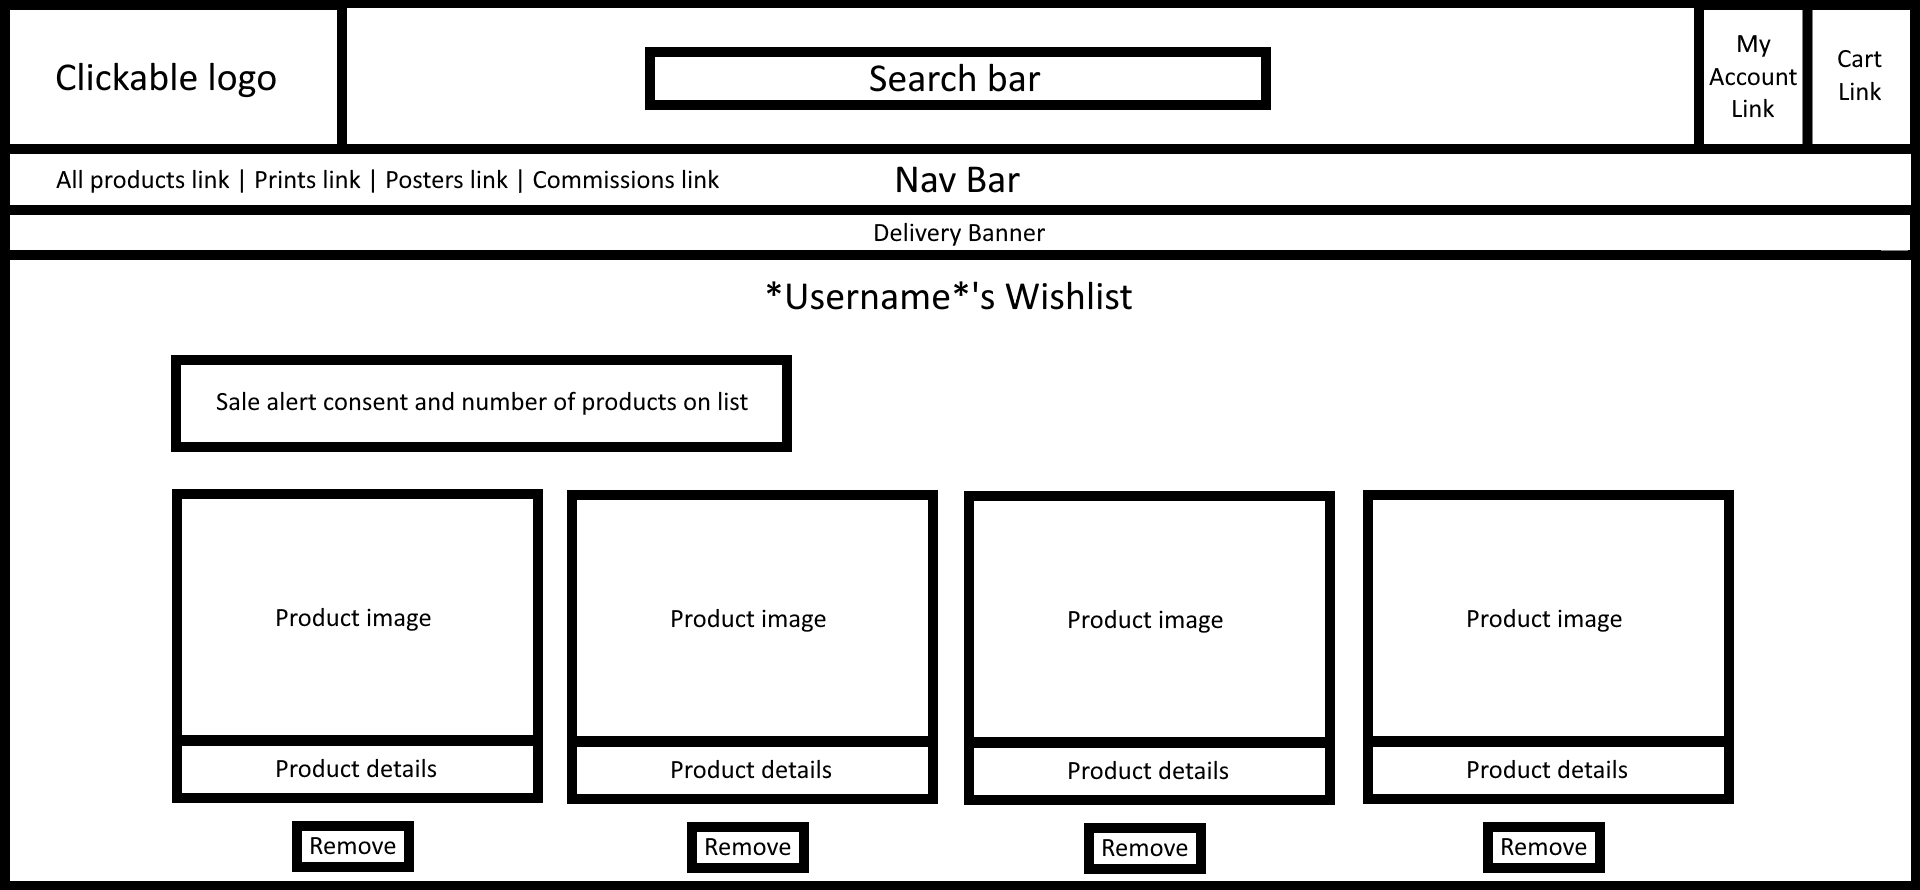 Clickable logo
Search bar
My
Account
Link
Cart
Link
All products link | Prints link | Posters link | Commissions link
Nav Bar
Delivery Banner
*Username*'s Wishlist
Sale alert consent and number of products on list
Product image
Product image
Product image
Product image
Product details
Product details
Product details
Product details
Remove
Remove
Remove
Remove